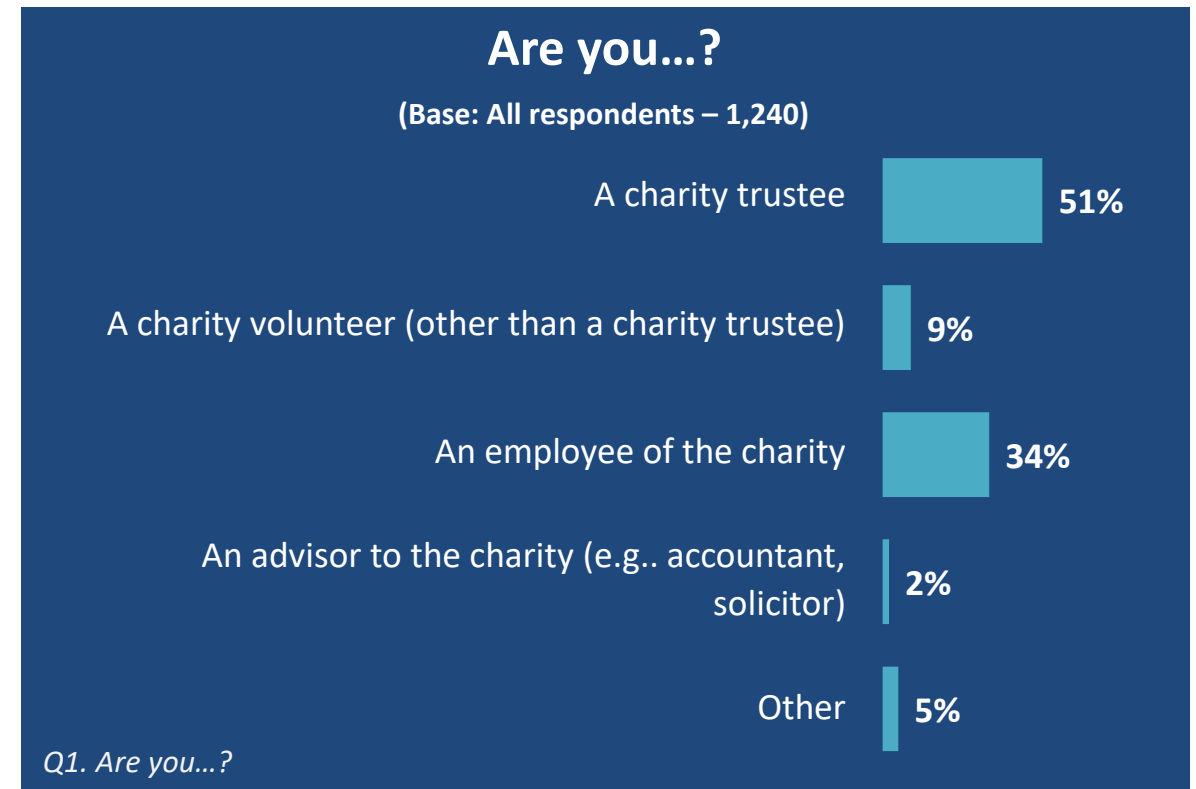 Are you…?
(Base: All respondents – 1,240)
A charity trustee
51%
A charity volunteer (other than a charity trustee)
9%
An employee of the charity
34%
An advisor to the charity (e.g.. accountant,
solicitor)
2%
Other
5%
Q1. Are you…?